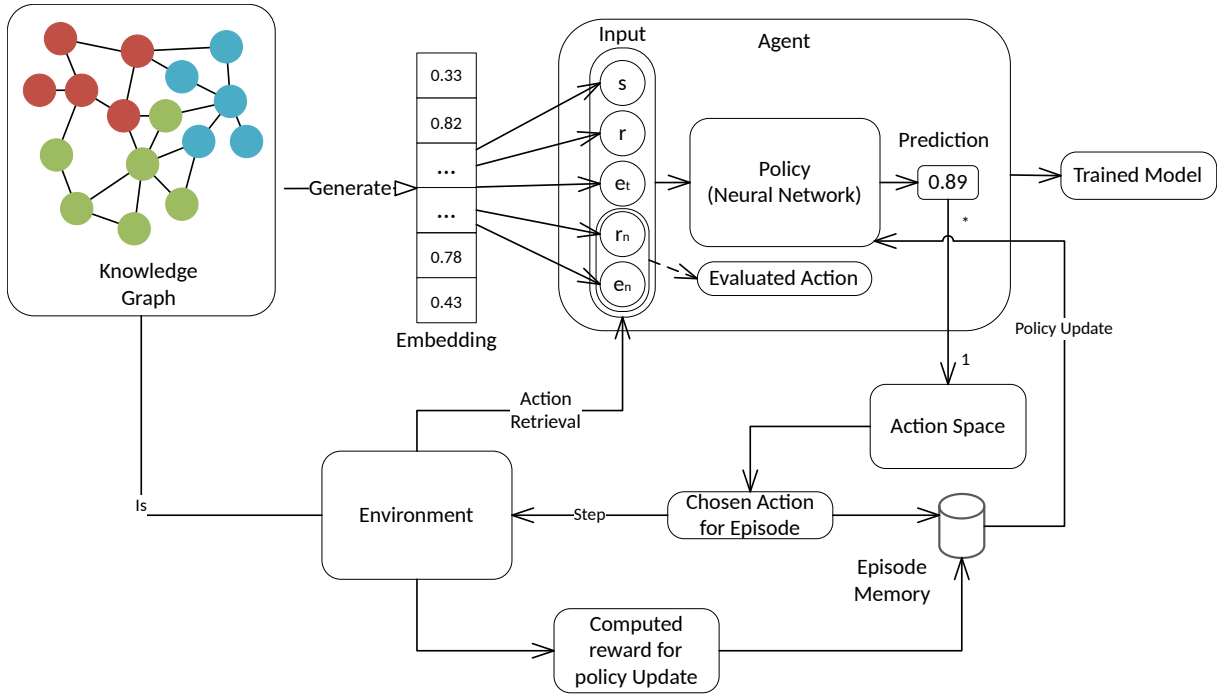 Input
Agent
0.33
0.82
...
...
0.78
0.43
Embedding
s
r
et
rn
en
Knowledge
Graph
Generate
Policy
(Neural Network)
Prediction
0.89
*
1
Trained Model
Evaluated Action
Policy Update
Action
Retrieval
Action Space
Is
Environment
Step
Chosen Action
for Episode
Episode
Memory
Computed
reward for
policy Update